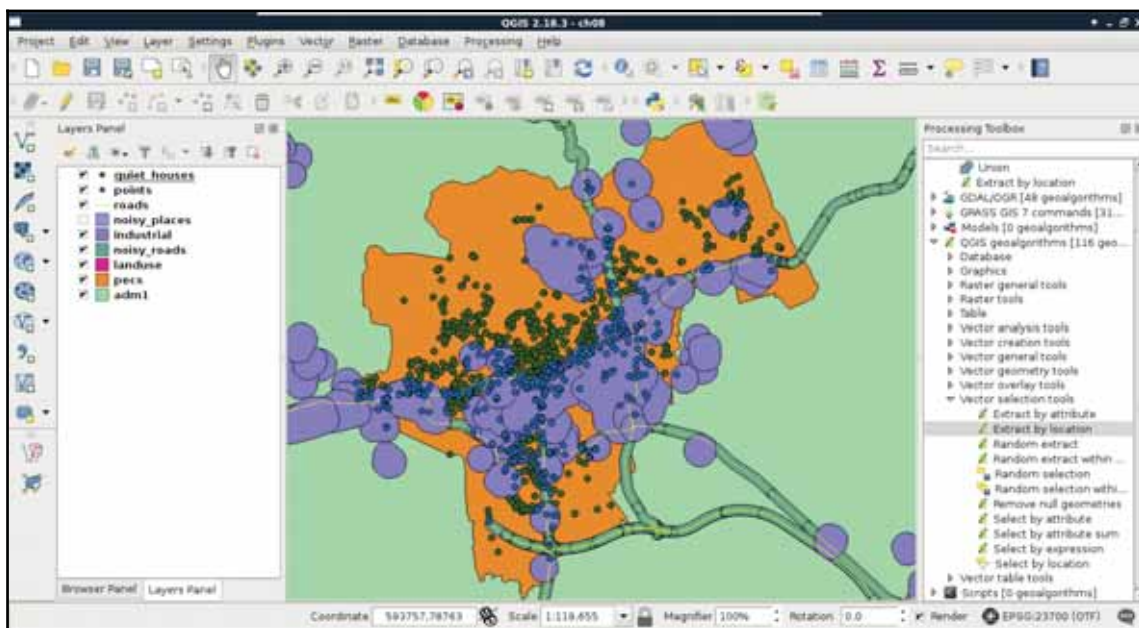 QGIS 2.18.3 - ch08
Project Edit View Layer Settings Plugins Vector Raster Database Processing Help
Layers Panel
quiet_houses
points
roads
noisy_places
industrial
noisy_roads
landuse
pecs
adm1
Browser Panel
Layers Panel
Processing Toolbox
Search...
Union
Extract by location
GDAL/OGR [48 geoalgorithms]
GRASS GIS 7 commands [31...
Models [0 geoalgorithms]
QGIS geoalgorithms [116 geo...
Database
Graphics
Raster general tools
Raster tools
Table
Vector analysis tools
Vector creation tools
Vector general tools
Vector geometry tools
Vector overlay tools
Vector selection tools
Extract by attribute
Extract by location
Random extract
Random extract within ...
Random selection
Random selection withi...
Remove null geometries
Select by attribute
Select by attribute sum
Select by expression
Select by location
Vector table tools
Scripts [0 geoalgorithms]
Coordinate 593757,78763 Scale 1:118,655 Magnifier 100% Rotation 0.0 Render EPSG:23700 (OTF)